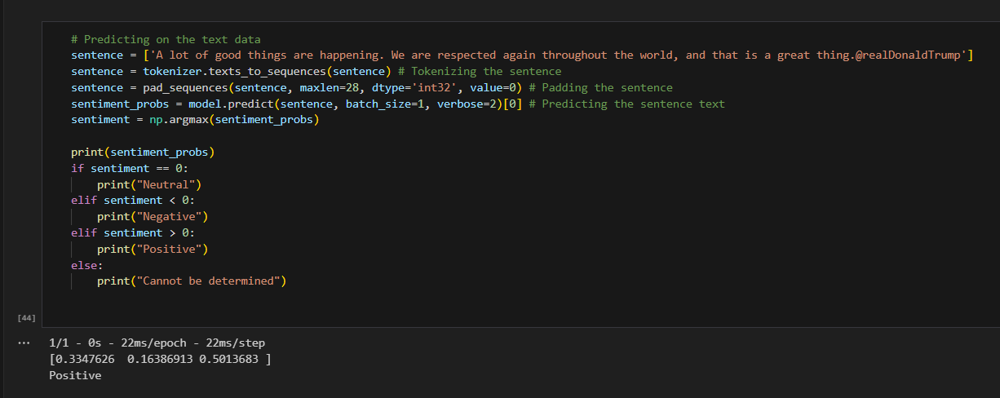 # Predicting on the text data
sentence = ['A lot of good things are happening. We are respected again throughout the world, and that is a great thing.@realDonaldTrump']
sentence = tokenizer.texts_to_sequences(sentence) # Tokenizing the sentence
sentence = pad_sequences(sentence, maxlen=28, dtype='int32', value=0) # Padding the sentence
sentiment_probs = model.predict(sentence, batch_size=1, verbose=2)[0] # Predicting the sentence text
sentiment = np.argmax(sentiment_probs)

print(sentiment_probs)
if sentiment == 0:
    print("Neutral")
elif sentiment < 0:
    print("Negative")
elif sentiment > 0:
    print("Positive")
else:
    print("Cannot be determined")
[44]
... 1/1 - 0s - 22ms/epoch - 22ms/step
[0.3347626  0.16386913 0.5013683 ]
Positive